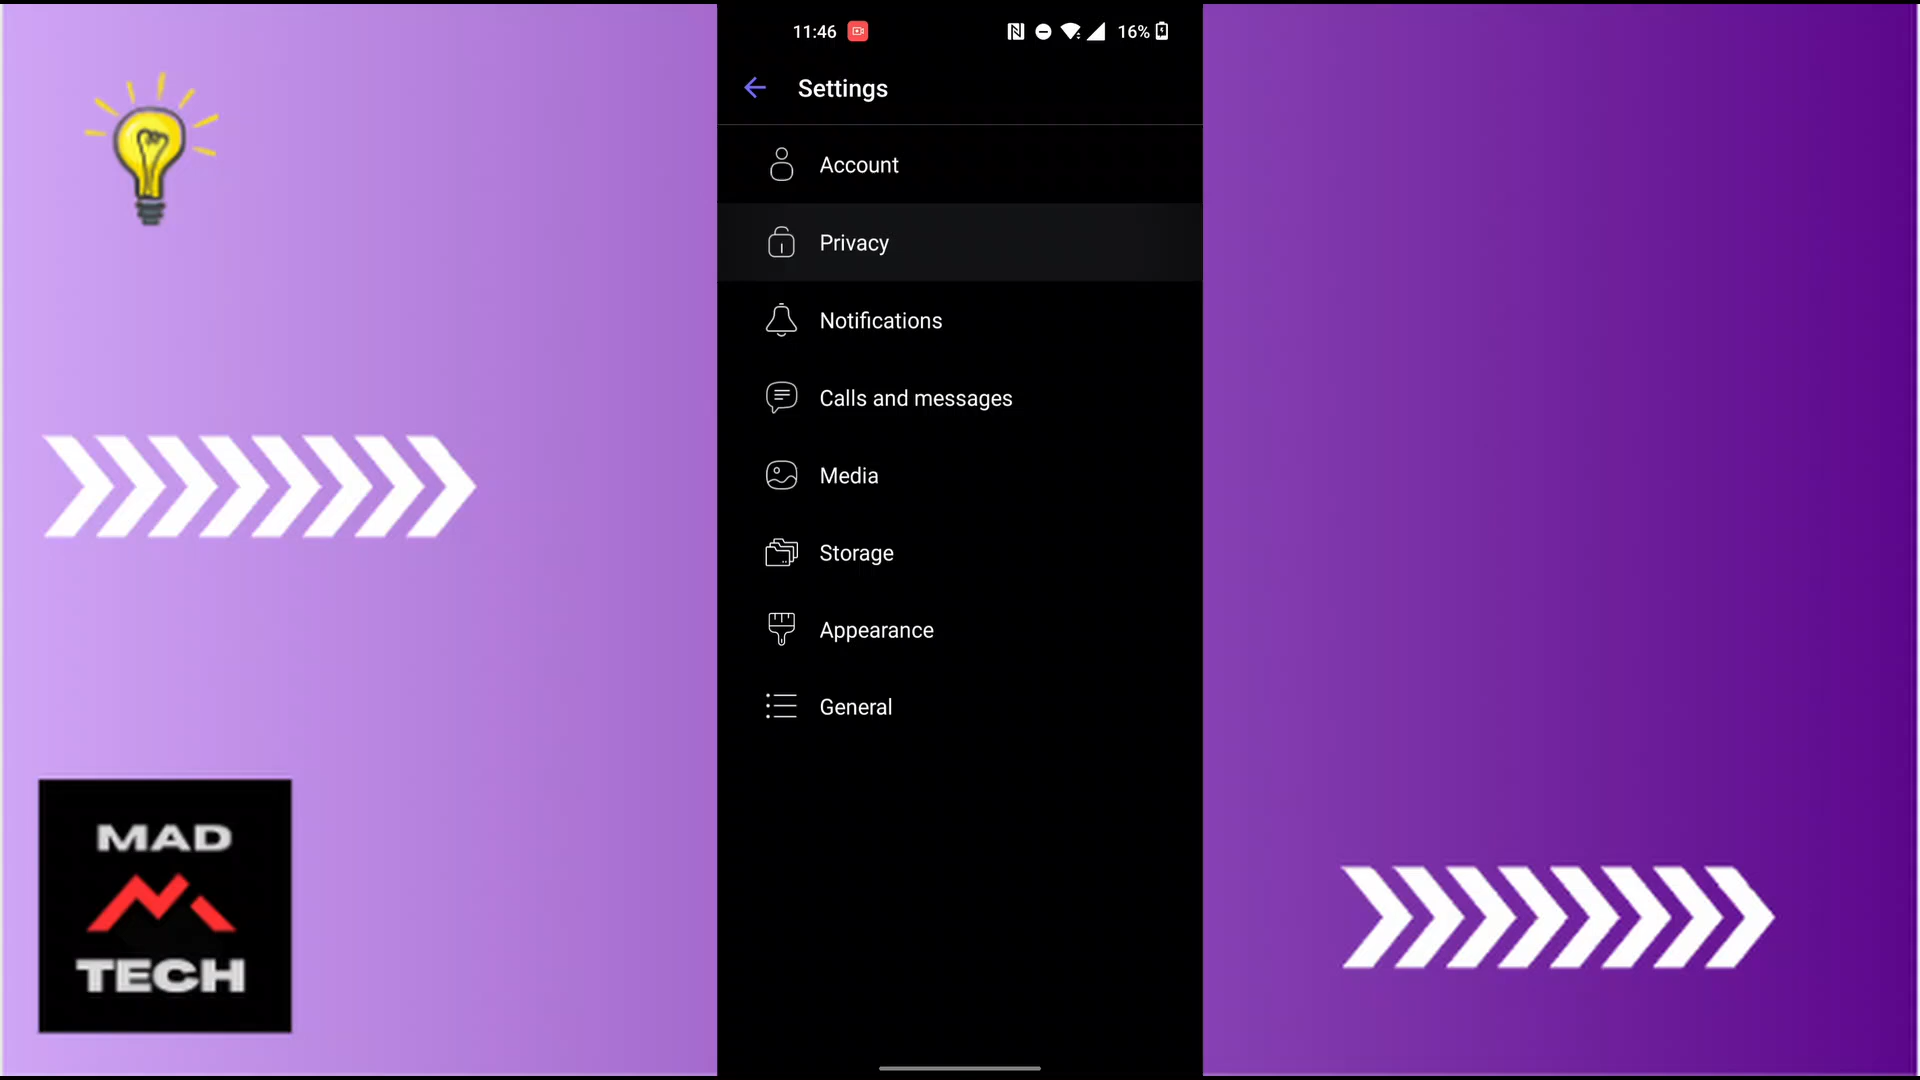 11:46
16%
Settings
Account
Privacy
Notifications
Calls and messages
Media
Storage
Appearance
General
MAD
TECH